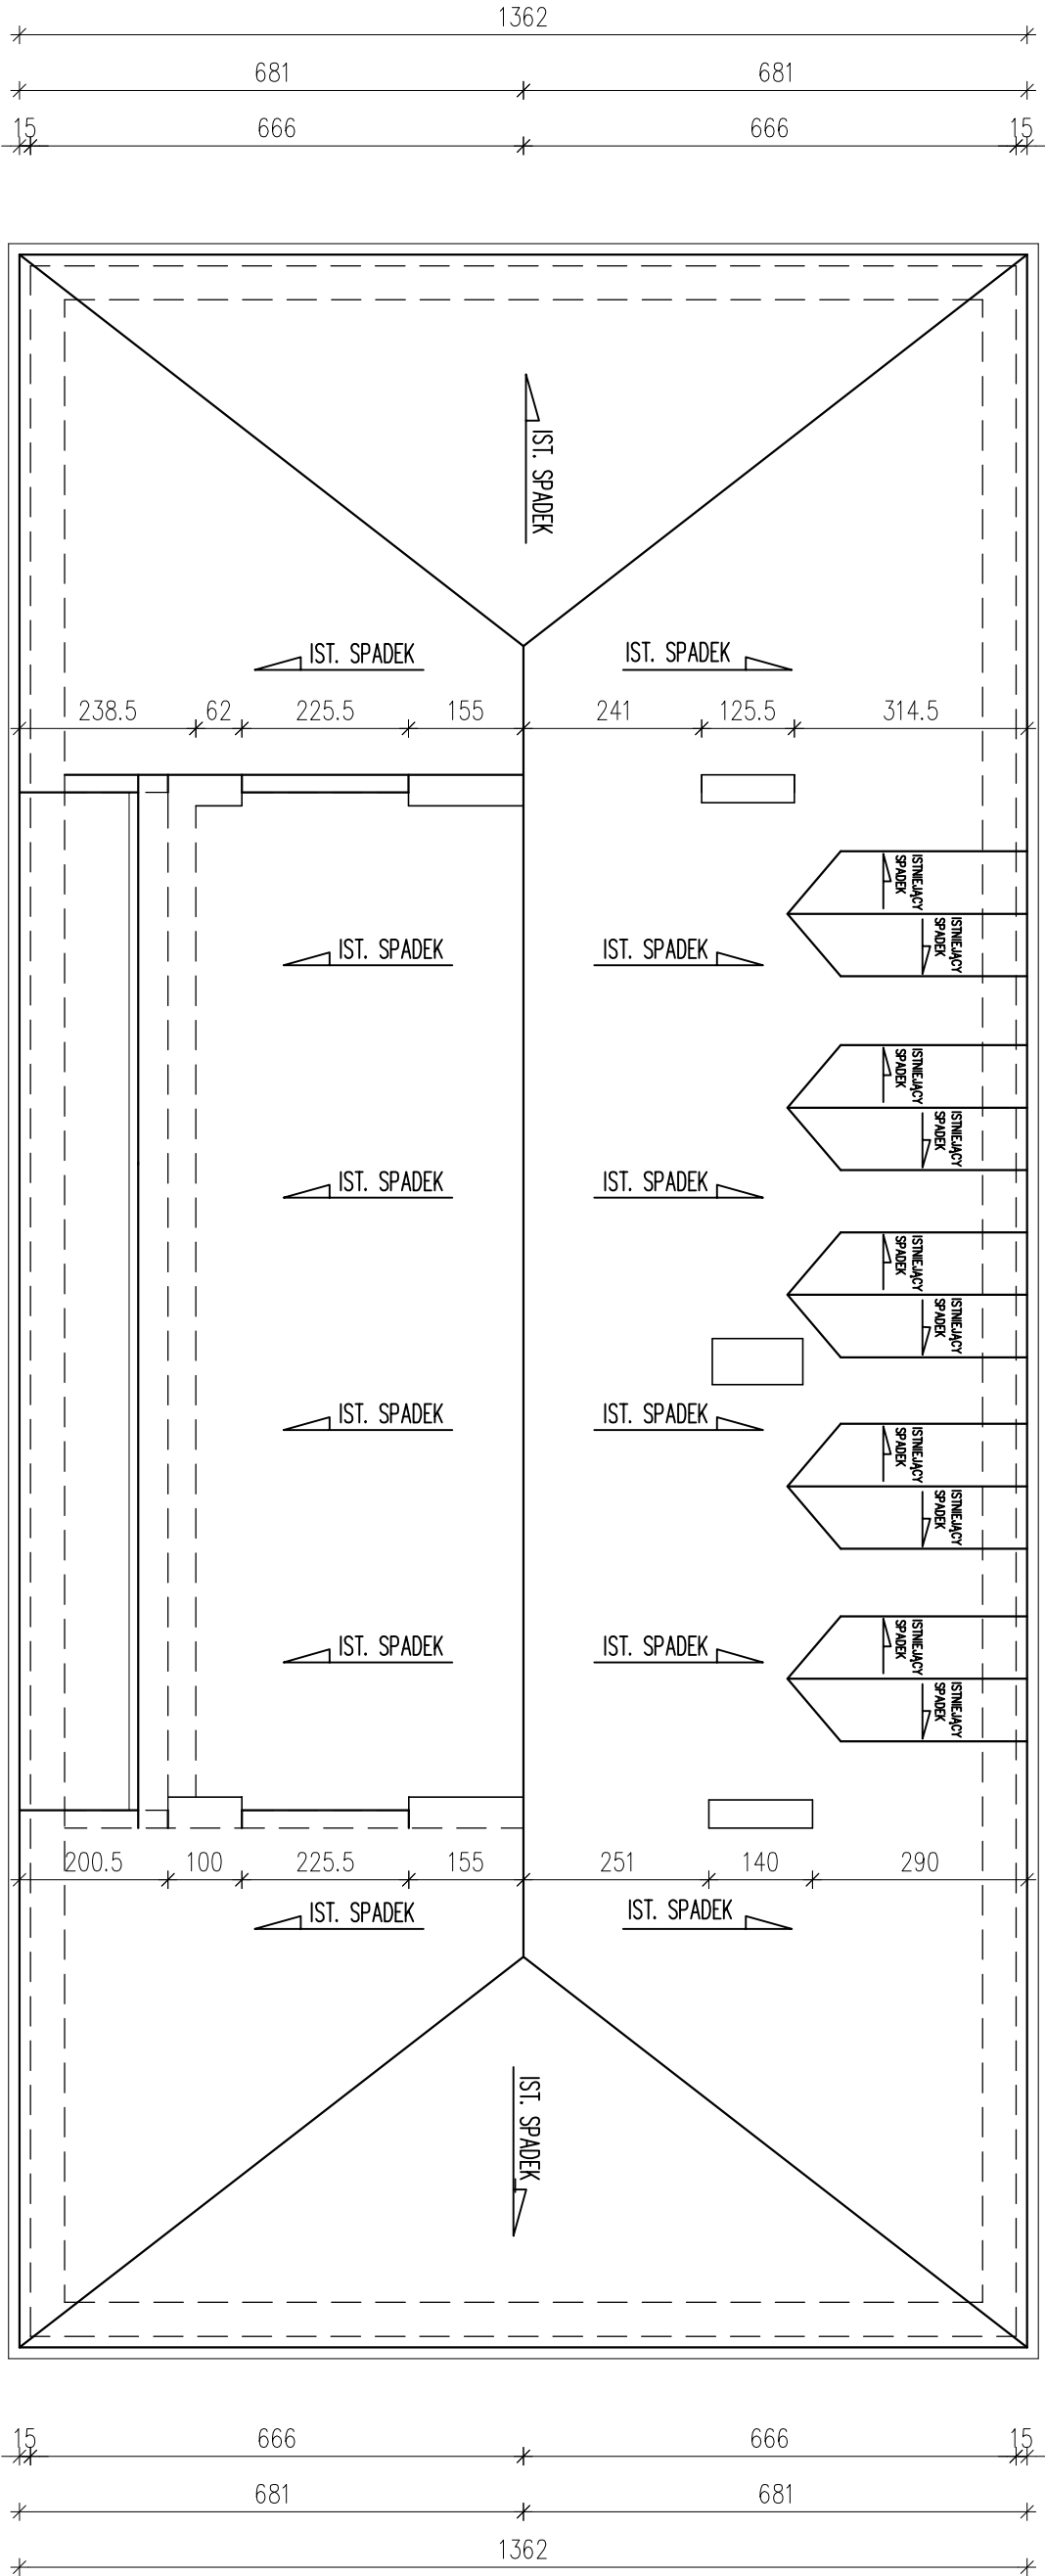 1362
681 681
15 666 666 15
IST. SPADEK
IST. SPADEK IST. SPADEK
238.5 62 225.5 155 241 125.5 314.5
ISTNIEJĄCY
SPADEK
ISTNIEJĄCY
SPADEK
IST. SPADEK IST. SPADEK
ISTNIEJĄCY
SPADEK
ISTNIEJĄCY
SPADEK
IST. SPADEK IST. SPADEK
ISTNIEJĄCY
SPADEK
ISTNIEJĄCY
SPADEK
IST. SPADEK IST. SPADEK
ISTNIEJĄCY
SPADEK
ISTNIEJĄCY
SPADEK
IST. SPADEK IST. SPADEK
ISTNIEJĄCY
SPADEK
ISTNIEJĄCY
SPADEK
200.5 100 225.5 155 251 140 290
IST. SPADEK IST. SPADEK
IST. SPADEK
15 666 666 15
681 681
1362